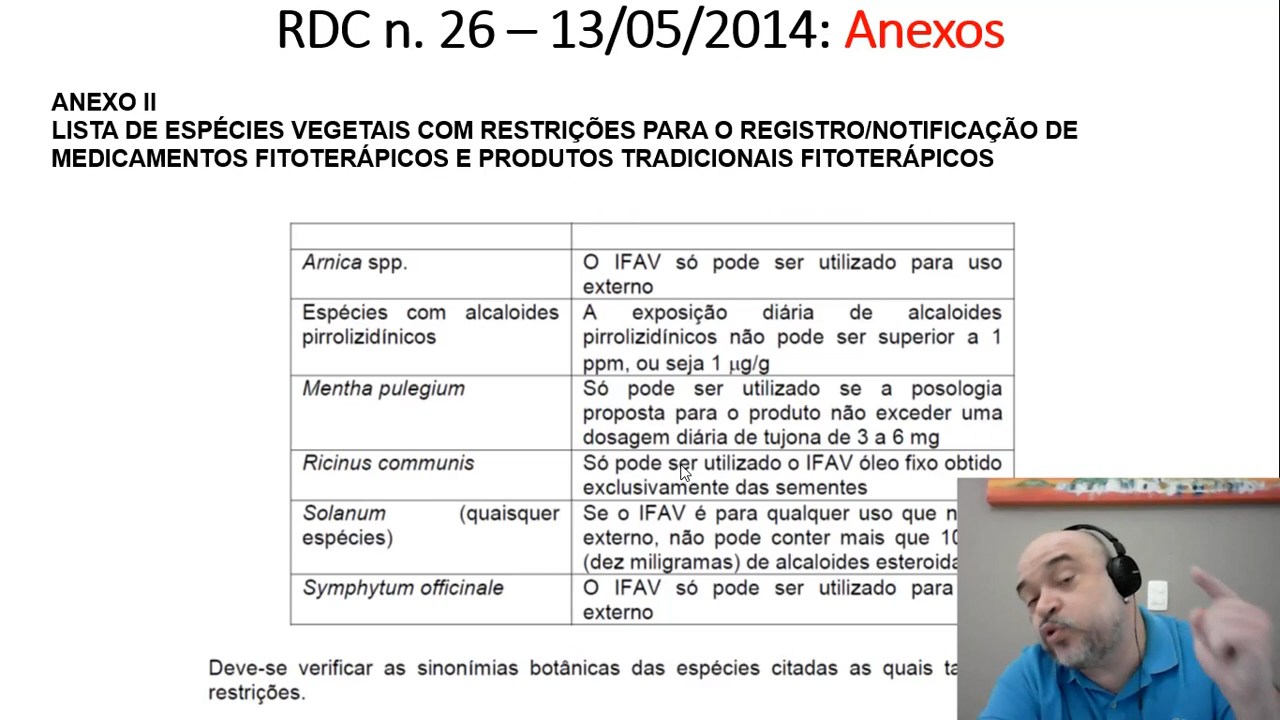 RDC n. 26 – 13/05/2014: Anexos
ANEXO II
LISTA DE ESPÉCIES VEGETAIS COM RESTRIÇÕES PARA O REGISTRO/NOTIFICAÇÃO DE
MEDICAMENTOS FITOTERÁPICOS E PRODUTOS TRADICIONAIS FITOTERÁPICOS
Arnica spp.
O IFAV só pode ser utilizado para uso
externo
Espécies com alcaloides
pirrolizidínicos
A exposição diária de alcaloides
pirrolizidínicos não pode ser superior a 1
ppm, ou seja 1 µg/g
Mentha pulegium
Só pode ser utilizado se a posologia
proposta para o produto não exceder uma
dosagem diária de tujona de 3 a 6 mg
Ricinus communis
Só pode ser utilizado o IFAV óleo fixo obtido
exclusivamente das sementes
Solanum (quaisquer
espécies)
Se o IFAV é para qualquer uso que
externo, não pode conter mais que
(dez miligramas) de alcaloides
Symphytum officinale
O IFAV só pode ser utilizado para
externo
Deve-se verificar as sinonímias botânicas das espécies citadas as quais
restrições.